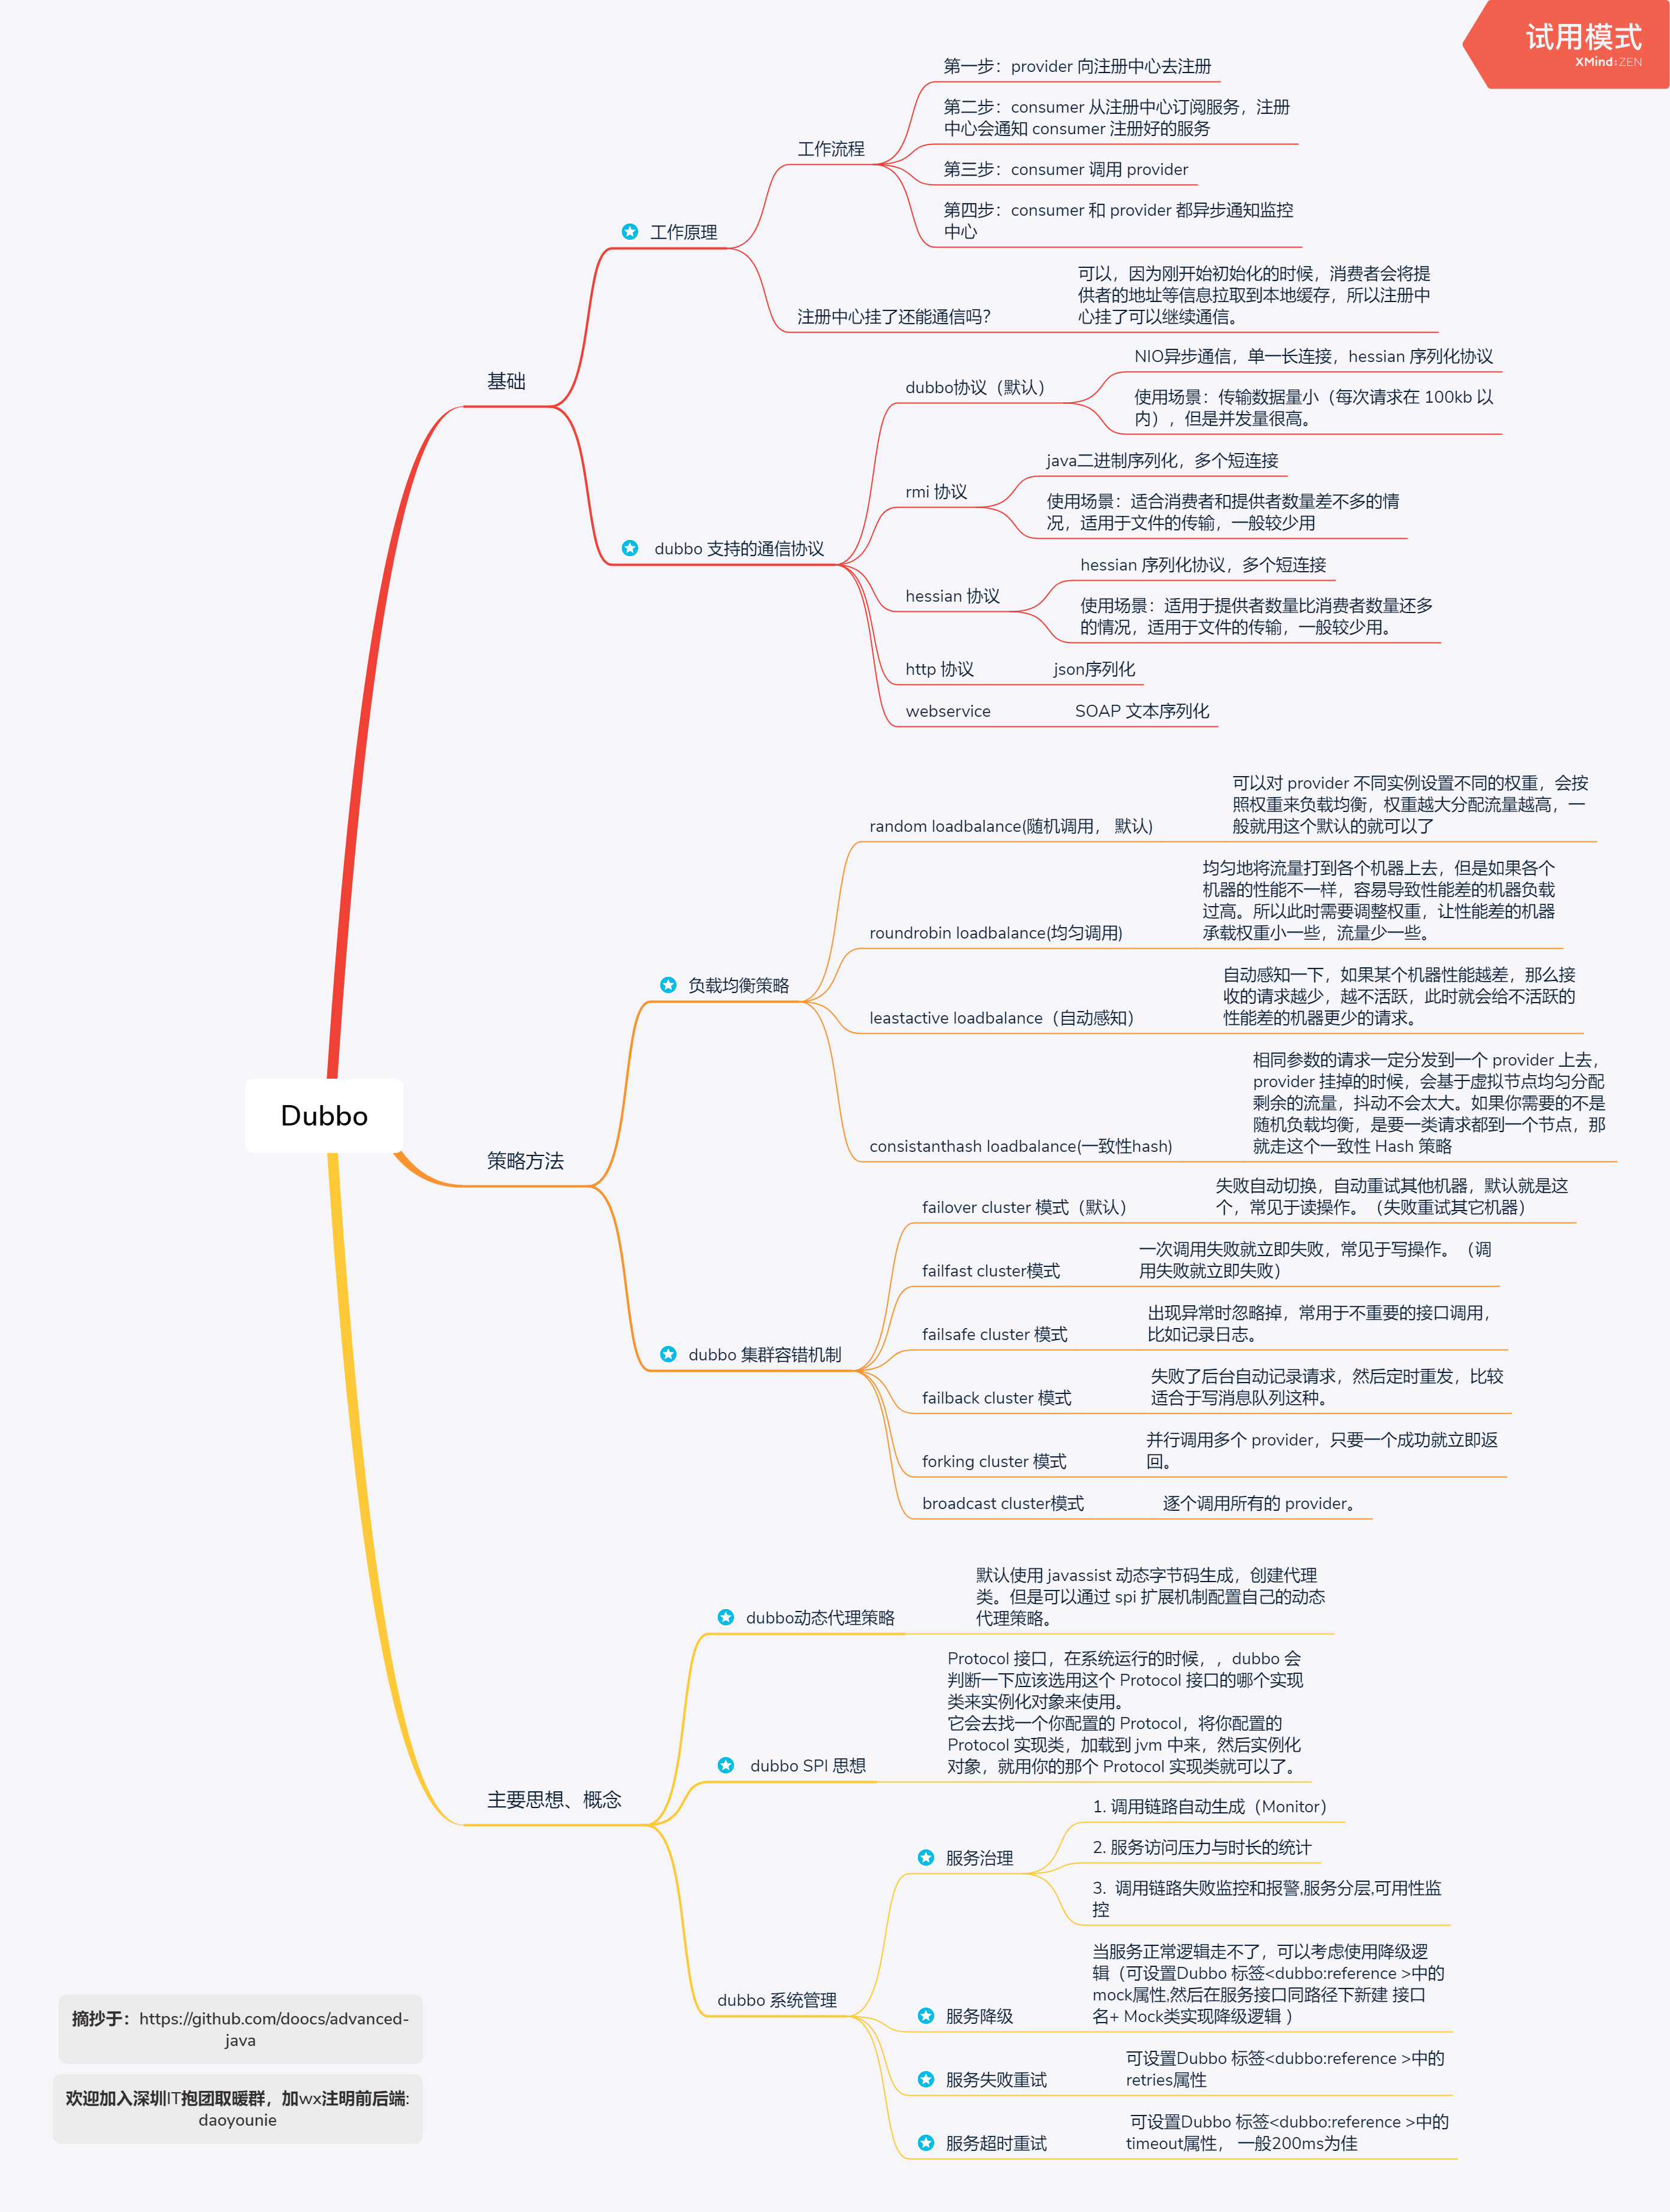 试用模式
XMind:ZEN
Dubbo
基础
工作原理
工作流程
第一步：provider 向注册中心去注册
第二步：consumer 从注册中心订阅服务，注册
中心会通知 consumer 注册好的服务
第三步：consumer 调用 provider
第四步：consumer 和 provider 都异步通知监控
中心
注册中心挂了还能通信吗?
可以，因为刚开始初始化的时候，消费者会将提
供者的地址等信息拉取到本地缓存，所以注册中
心挂了可以继续通信。
dubbo 支持的通信协议
dubbo协议（默认）
NIO异步通信，单一长连接，hessian 序列化协议
使用场景：传输数据量小（每次请求在 100kb 以
内），但是并发量很高。
rmi 协议
java二进制序列化，多个短连接
使用场景：适合消费者和提供者数量差不多的情
况，适用于文件的传输，一般较少用
hessian 协议
hessian 序列化协议，多个短连接
使用场景：适用于提供者数量比消费者数量还多
的情况，适用于文件的传输，一般较少用。
http 协议
json序列化
webservice
SOAP 文本序列化
策略方法
负载均衡策略
random loadbalance(随机调用， 默认)
可以对 provider 不同实例设置不同的权重，会按
照权重来负载均衡，权重越大分配流量越高，一
般就用这个默认的就可以了
roundrobin loadbalance(均匀调用)
均匀地将流量打到各个机器上去，但是如果各个
机器的性能不一样，容易导致性能差的机器负载
过高。所以此时需要调整权重，让性能差的机器
承载权重小一些，流量少一些。
leastactive loadbalance（自动感知）
自动感知一下，如果某个机器性能越差，那么接
收的请求越少，越不活跃，此时就会给不活跃的
性能差的机器更少的请求。
consistanthash loadbalance(一致性hash)
相同参数的请求一定分发到一个 provider 上去，
provider 挂掉的时候，会基于虚拟节点均匀分配
剩余的流量，抖动不会太大。如果你需要的不是
随机负载均衡，是要一类请求都到一个节点，那
就走这个一致性 Hash 策略
dubbo 集群容错机制
failover cluster 模式（默认）
失败自动切换，自动重试其他机器，默认就是这
个，常见于读操作。（失败重试其它机器）
failfast cluster模式
一次调用失败就立即失败，常见于写操作。（调
用失败就立即失败）
failsafe cluster 模式
出现异常时忽略掉，常用于不重要的接口调用，
比如记录日志。
failback cluster 模式
失败了后台自动记录请求，然后定时重发，比较
适合于写消息队列这种。
forking cluster 模式
并行调用多个 provider，只要一个成功就立即返
回。
broadcast cluster模式
逐个调用所有的 provider。
主要思想、概念
dubbo动态代理策略
默认使用 javassist 动态字节码生成，创建代理
类。但是可以通过 spi 扩展机制配置自己的动态
代理策略。
dubbo SPI 思想
Protocol 接口，在系统运行的时候，，dubbo 会
判断一下应该选用这个 Protocol 接口的哪个实现
类来实例化对象来使用。
它会去找一个你配置的 Protocol，将你配置的
Protocol 实现类，加载到 jvm 中来，然后实例化
对象，就用你的那个 Protocol 实现类就可以了。
dubbo 系统管理
服务治理
1. 调用链路自动生成（Monitor）
2. 服务访问压力与时长的统计
3. 调用链路失败监控和报警,服务分层,可用性监
控
服务降级
当服务正常逻辑走不了，可以考虑使用降级逻
辑（可设置Dubbo 标签<dubbo:reference >中的
mock属性,然后在服务接口同路径下新建 接口
名+ Mock类实现降级逻辑 ）
服务失败重试
可设置Dubbo 标签<dubbo:reference >中的
retries属性
服务超时重试
可设置Dubbo 标签<dubbo:reference >中的
timeout属性， 一般200ms为佳
摘抄于：https://github.com/doocs/advanced-
java
欢迎加入深圳IT抱团取暖群，加wx注明前后端:
daoyounie